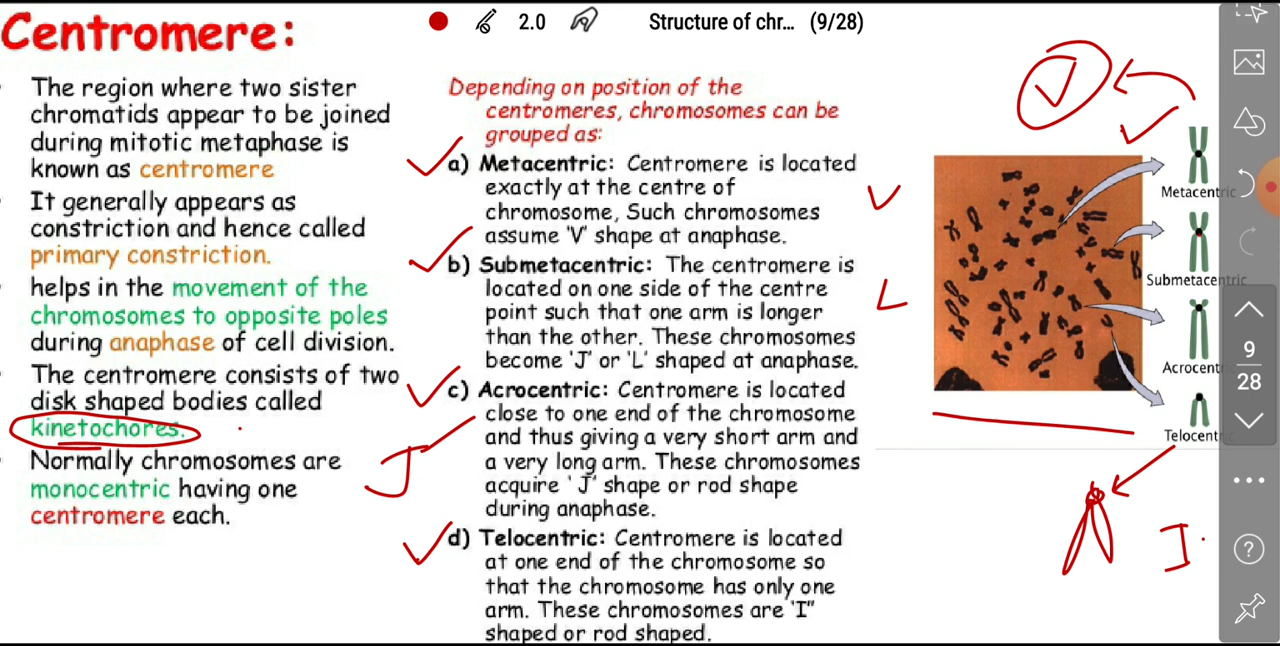 Centromere:
2.0
Structure of chr... (9/28)
The region where two sister
chromatids appear to be joined
during mitotic metaphase is
known as centromere
It generally appears as
constriction and hence called
primary constriction.
helps in the movement of the
chromosomes to opposite poles
during anaphase of cell division.
The centromere consists of two
disk shaped bodies called
kinetochores.
Normally chromosomes are
monocentric having one
centromere each.
J
Depending on position of the
centromeres, chromosomes can be
grouped as:
a) Metacentric: Centromere is located
exactly at the centre of
chromosome, Such chromosomes
assume 'V' shape at anaphase.
b) Submetacentric: The centromere is
located on one side of the centre
point such that one arm is longer
than the other. These chromosomes
become 'J' or 'L' shaped at anaphase.
c) Acrocentric: Centromere is located
close to one end of the chromosome
and thus giving a very short arm and
a very long arm. These chromosomes
acquire ' J' shape or rod shape
during anaphase.
d) Telocentric: Centromere is located
at one end of the chromosome so
that the chromosome has only one
arm. These chromosomes are 'I"
shaped or rod shaped.
V
L
V
Metacentric
Submetacentric
Acrocent
Telocent
I
9
28
?